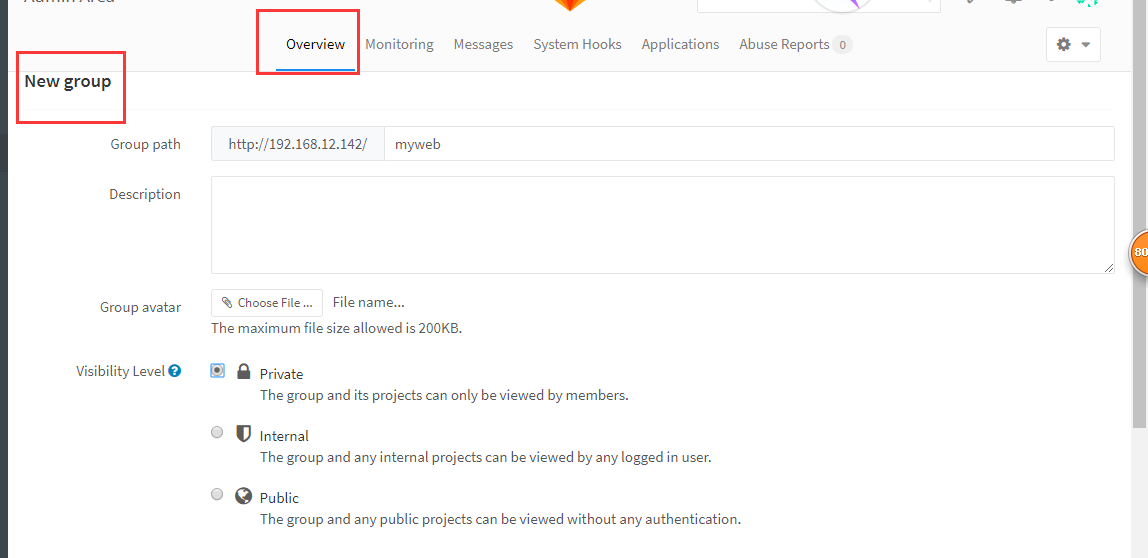 Admin Area
Overview Monitoring Messages System Hooks Applications Abuse Reports 0
New group
Group path http://192.168.12.142/ myweb
Description
Group avatar Choose File ... File name...
The maximum file size allowed is 200KB.
Visibility Level ? Private
The group and its projects can only be viewed by members.
Internal
The group and any internal projects can be viewed by any logged in user.
Public
The group and any public projects can be viewed without any authentication.
80